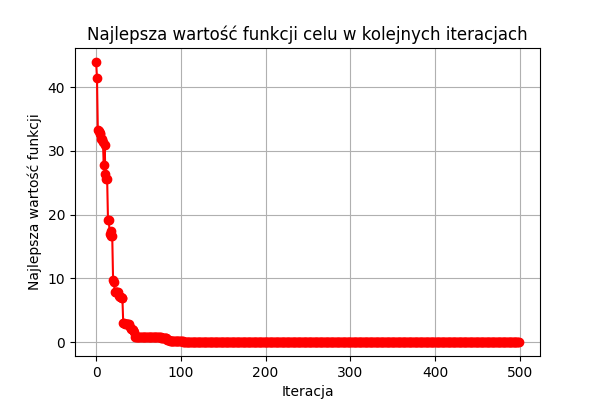 Najlepsza wartość funkcji celu w kolejnych iteracjach
Najlepsza wartość funkcji
40
30
20
10
0
0 100 200 300 400 500
Iteracja